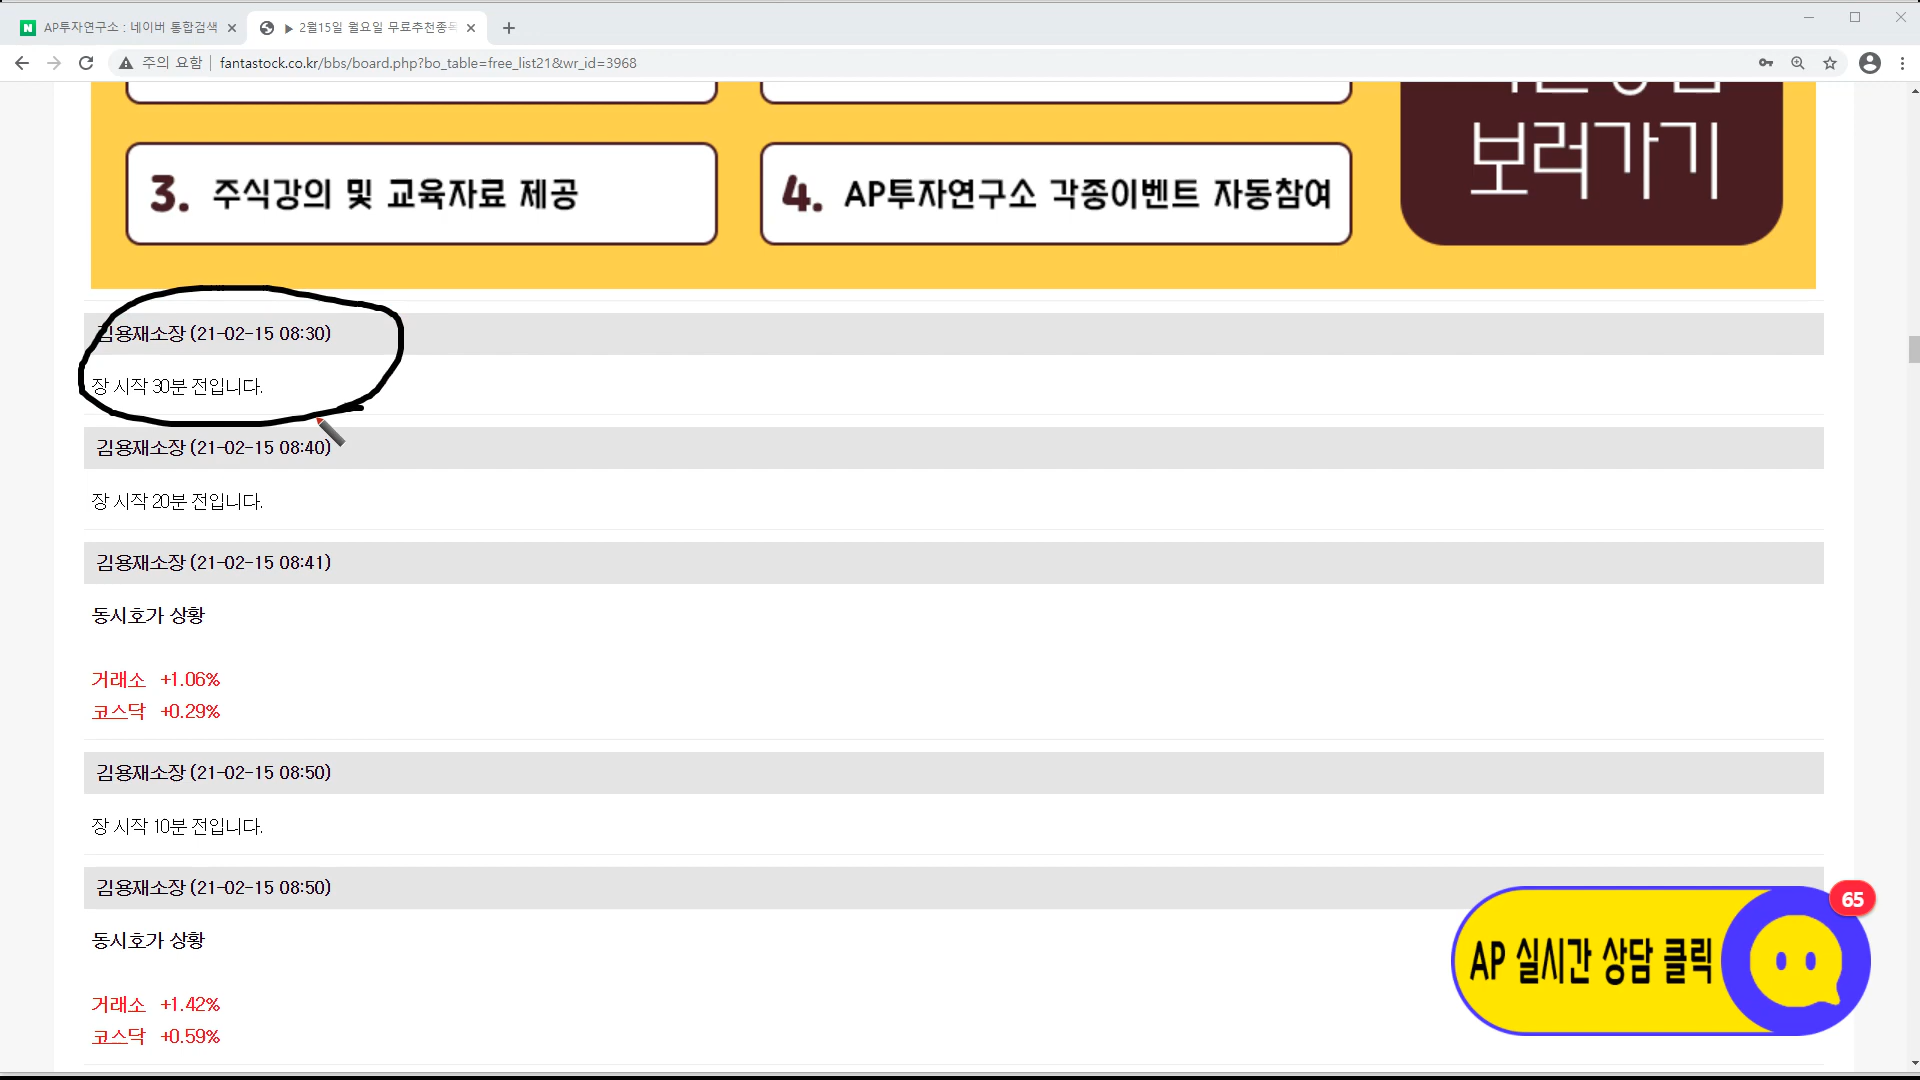 AP투자연구소 : 네이버 통합검색
▶ 2월15일 월요일 무료추천종목
주의 요함
fantastock.co.kr/bbs/board.php?bo_table=free_list21&wr_id=3968
보러가기
3. 주식강의 및 교육자료 제공
4. AP투자연구소 각종이벤트 자동참여
김용재소장 (21-02-15 08:30)
장 시작 30분 전입니다.
김용재소장 (21-02-15 08:40)
장 시작 20분 전입니다.
김용재소장 (21-02-15 08:41)
동시호가 상황
거래소 +1.06%
코스닥 +0.29%
김용재소장 (21-02-15 08:50)
장 시작 10분 전입니다.
김용재소장 (21-02-15 08:50)
동시호가 상황
거래소 +1.42%
코스닥 +0.59%
65
AP 실시간 상담 클릭